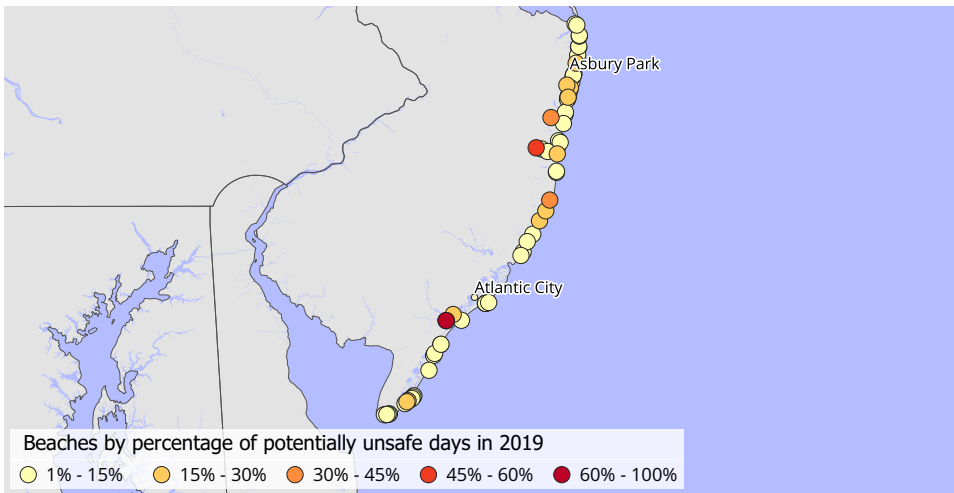 Asbury Park
Atlantic City
Beaches by percentage of potentially unsafe days in 2019
1% - 15% 15% - 30% 30% - 45% 45% - 60% 60% - 100%